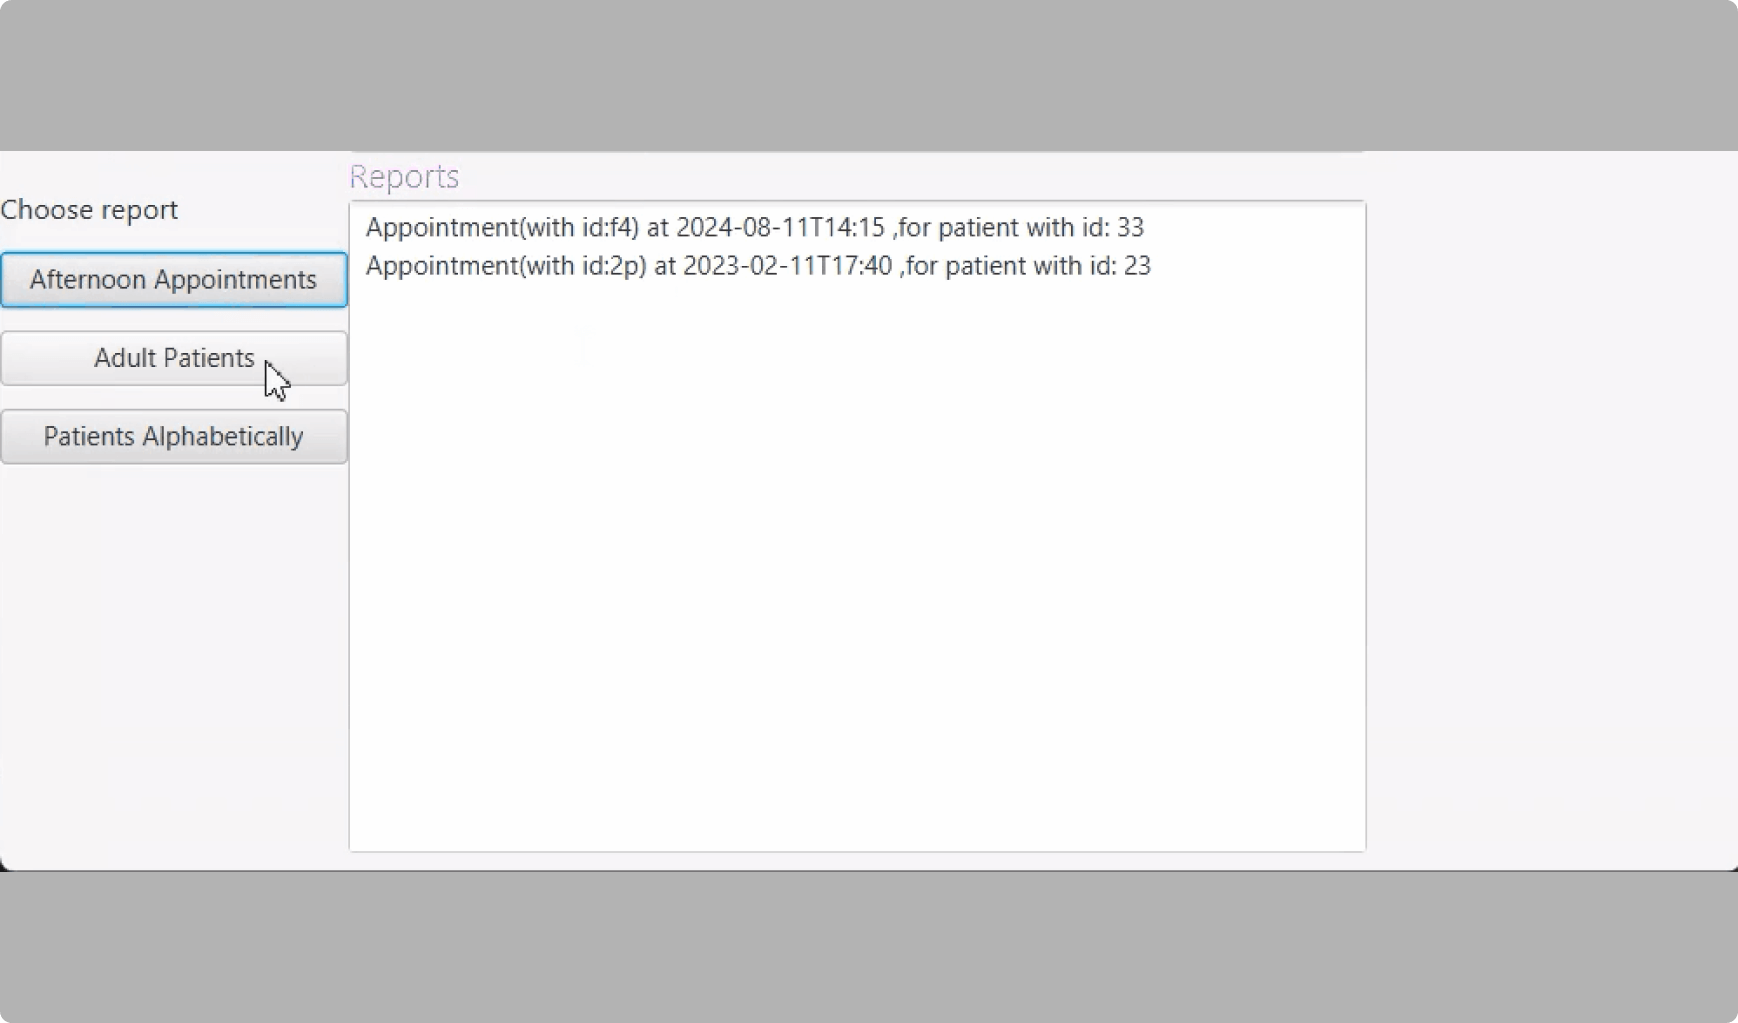 Reports
Choose report
Appointment(with id:f4) at 2024-08-11T14:15 ,for patient with id: 33
Appointment(with id:2p) at 2023-02-11T17:40 ,for patient with id: 23
Afternoon Appointments
Adult Patients
Patients Alphabetically